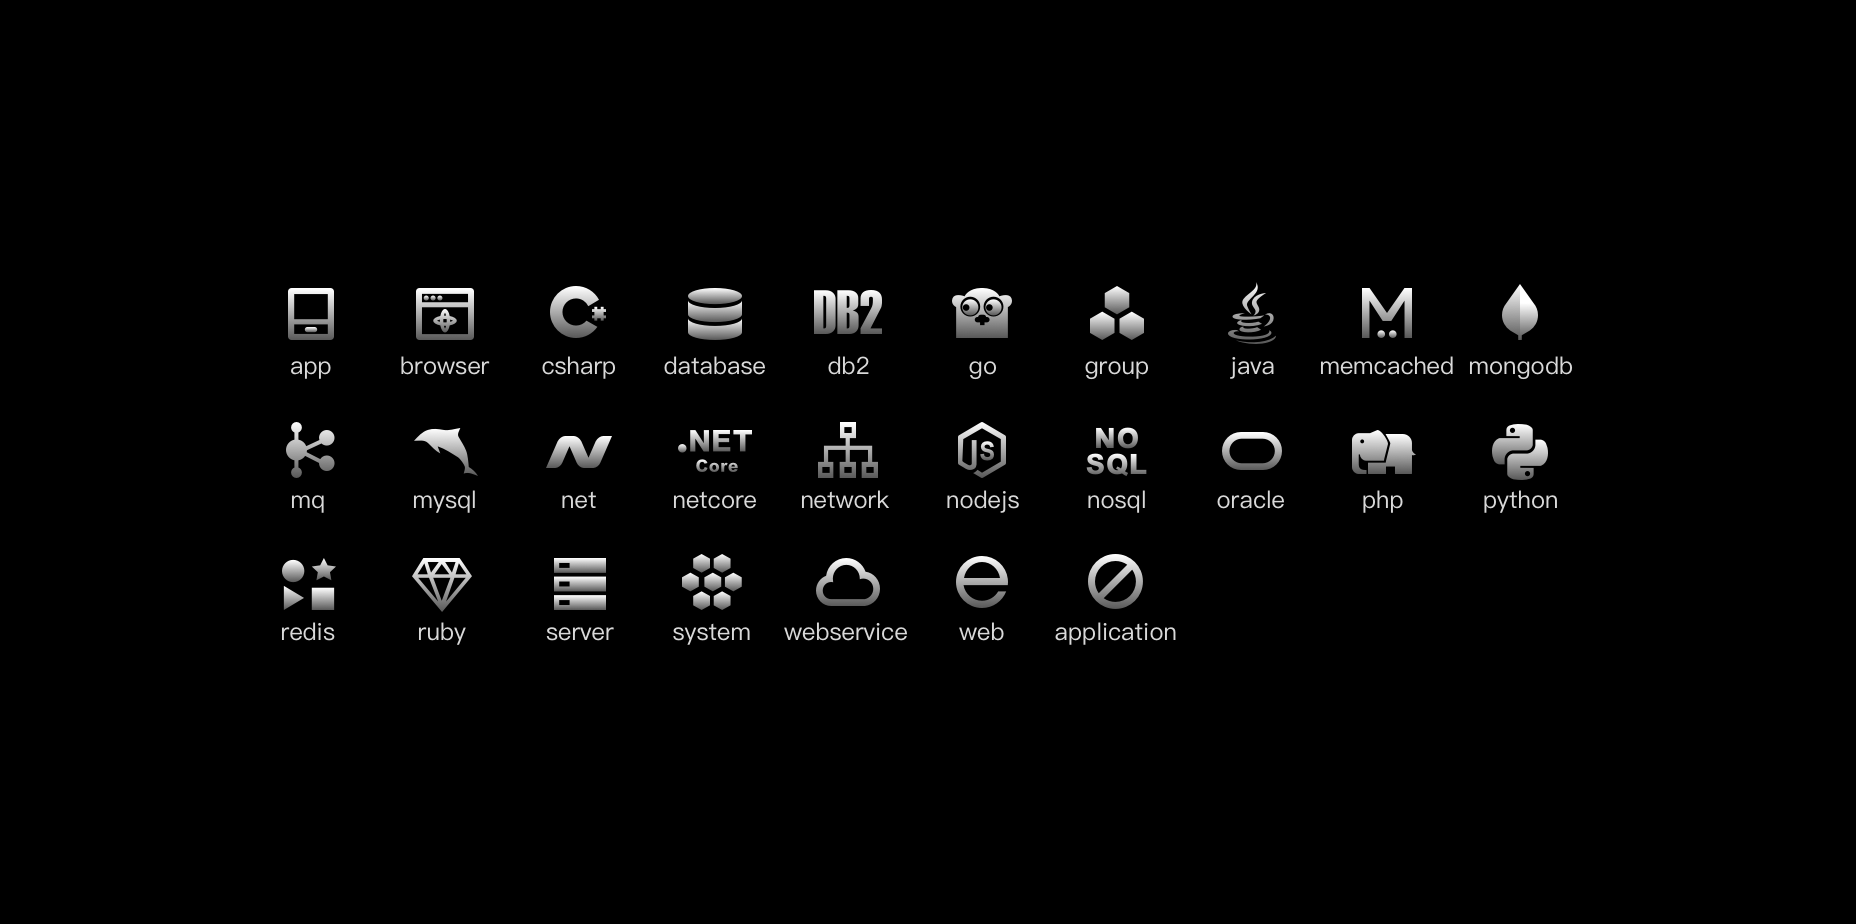 DB2
app browser csharp database db2 go group java memcached mongodb
.NET NO
Core JS SQL
mq mysql net netcore network nodejs nosql oracle php python
redis ruby server system webservice web application